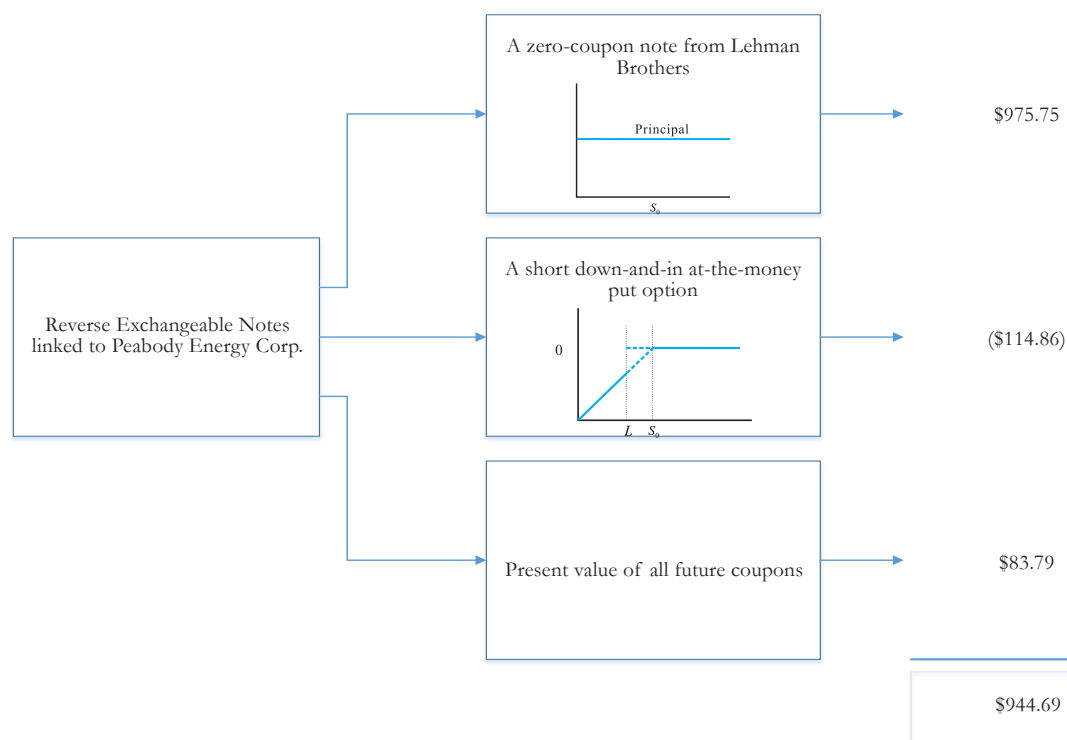 A zero-coupon note from Lehman
Brothers
Principal
S₀
$975.75
Reverse Exchangeable Notes
linked to Peabody Energy Corp.
A short down-and-in at-the-money
put option
0
L S₀
($114.86)
Present value of all future coupons
$83.79
$944.69